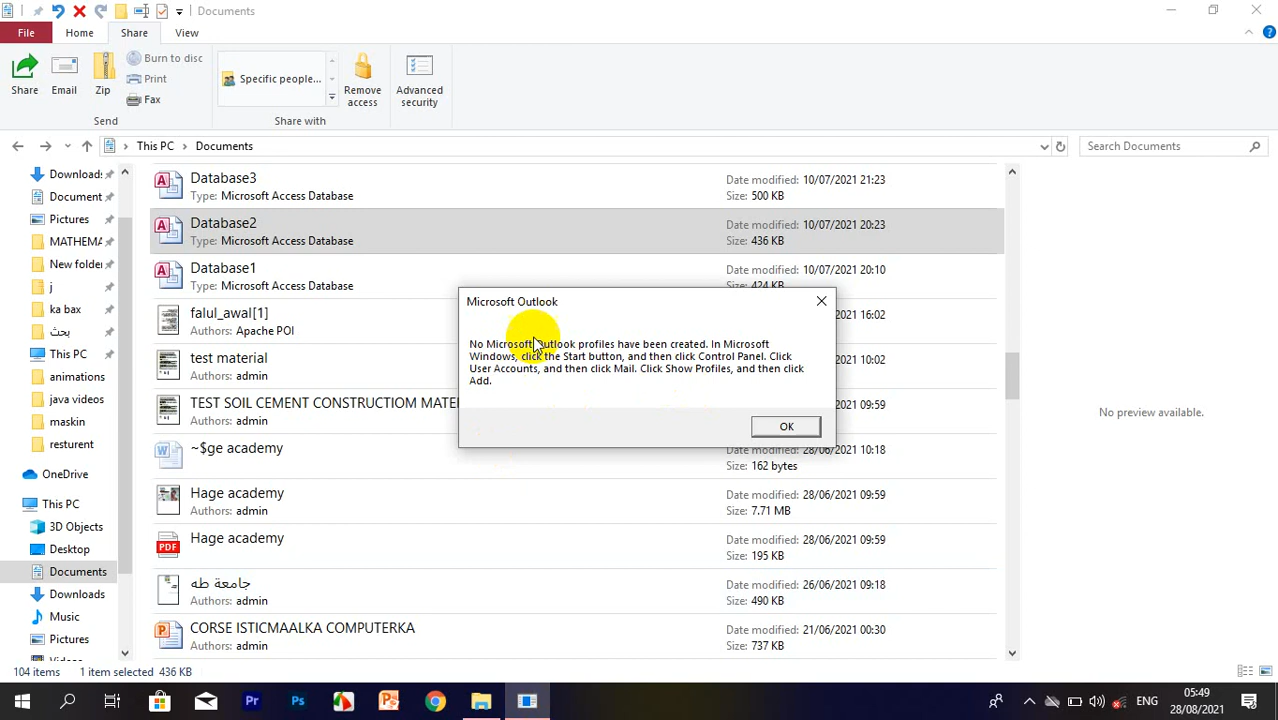 Documents
File
Home
Share
View
Share
Email
Zip
Burn to disc
Print
Fax
Send
Specific people...
Share with
Remove access
Advanced security
This PC
Documents
Search Documents
Downloads
Document
Pictures
MATHEMA
New folder
j
ka bax
بحث
This PC
animations
java videos
maskin
resturent
OneDrive
This PC
3D Objects
Desktop
Documents
Downloads
Music
Pictures
Videos
Database3
Type: Microsoft Access Database
Date modified: 10/07/2021 21:23
Size: 500 KB
Database2
Type: Microsoft Access Database
Date modified: 10/07/2021 20:23
Size: 436 KB
Database1
Type: Microsoft Access Database
Date modified: 10/07/2021 20:10
Size: 424 KB
falul_awal[1]
Authors: Apache POI
16:02
test material
Authors: admin
10:02
TEST SOIL CEMENT CONSTRUCTIOM MATE
Authors: admin
09:59
~$ge academy
Date modified: 28/06/2021 10:18
Size: 162 bytes
Hage academy
Authors: admin
Date modified: 28/06/2021 09:59
Size: 7.71 MB
Hage academy
Date modified: 28/06/2021 09:59
Size: 195 KB
جامعة طه
Authors: admin
Date modified: 26/06/2021 09:18
Size: 490 KB
CORSE ISTICMAALKA COMPUTERKA
Authors: admin
Date modified: 21/06/2021 00:30
Size: 737 KB
Microsoft Outlook
No Microsoft Outlook profiles have been created. In Microsoft
Windows, click the Start button, and then click Control Panel. Click
User Accounts, and then click Mail. Click Show Profiles, and then click
Add.
OK
No preview available.
104 items
1 item selected 436 KB
ENG
05:49
28/08/2021